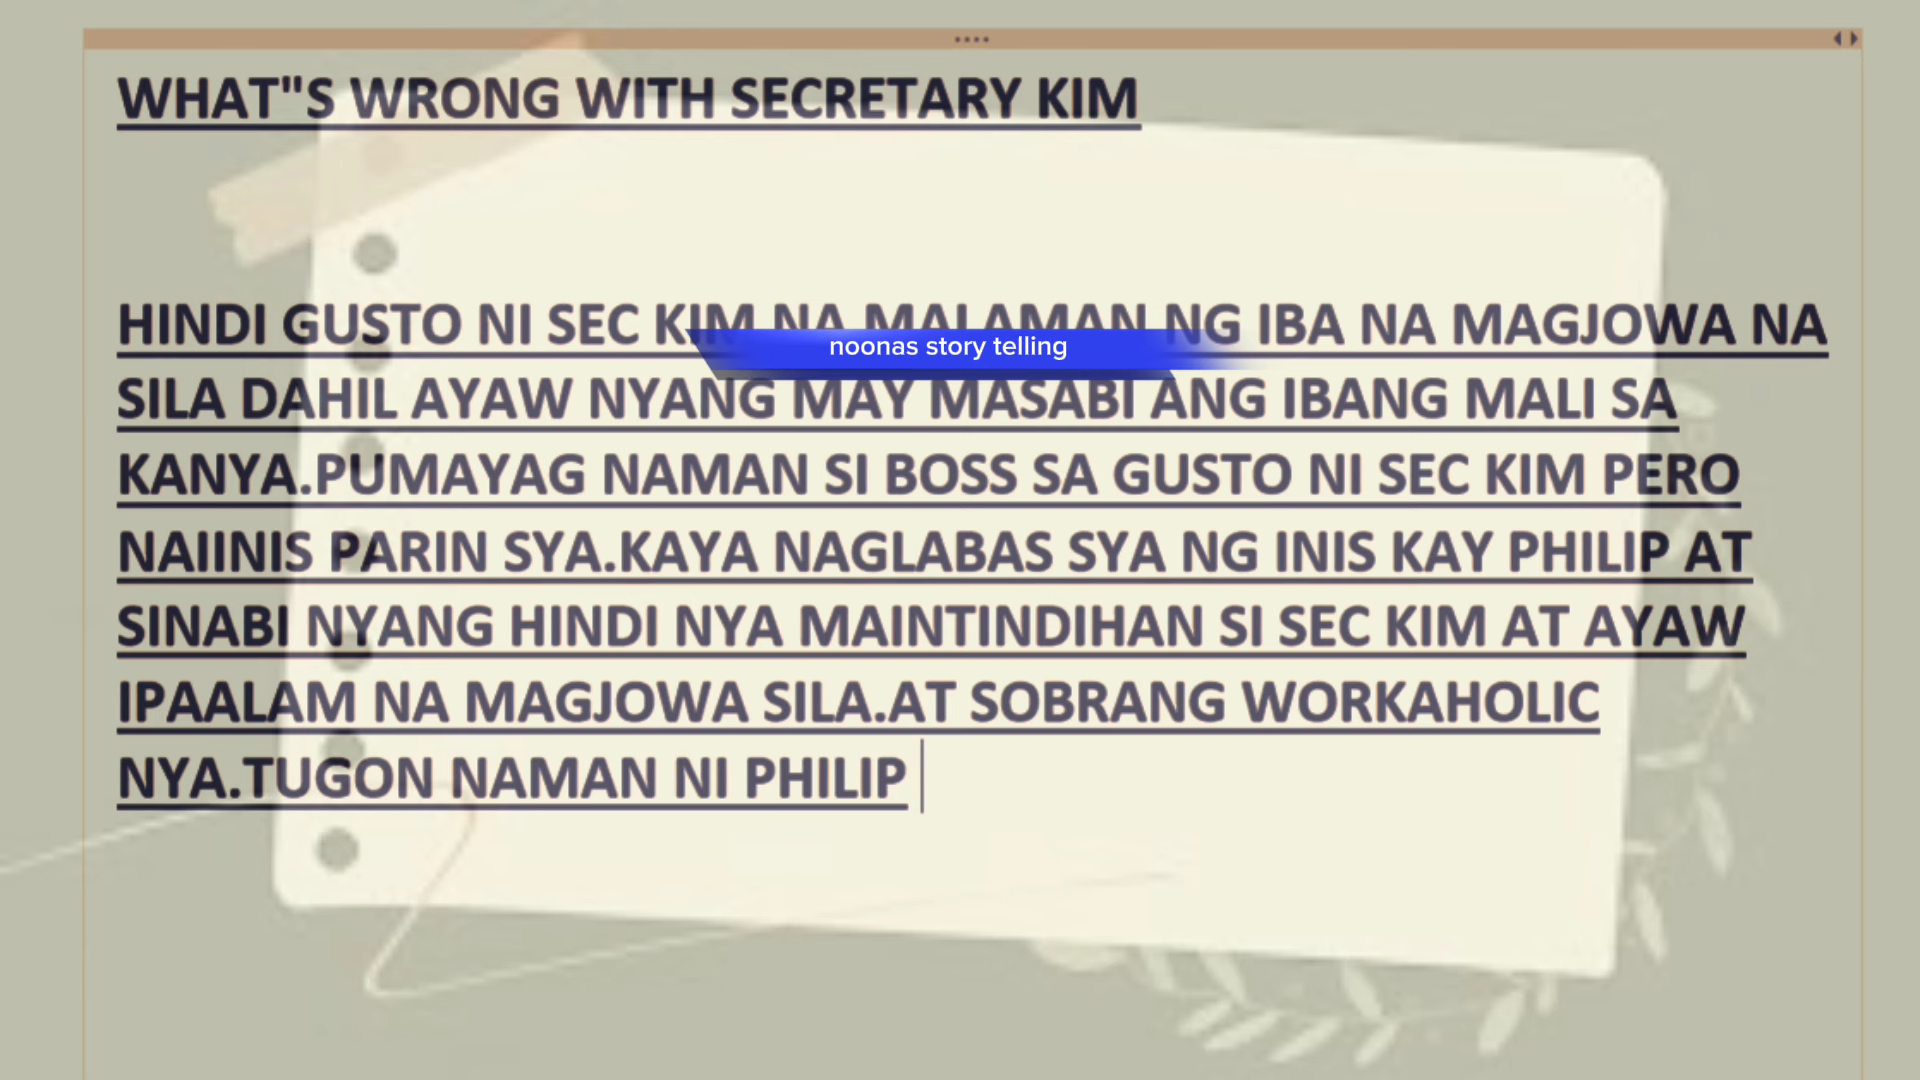 WHAT"S WRONG WITH SECRETARY KIM
HINDI GUSTO NI SEC KIM NA MALAMAN NG IBA NA MAGJOWA NA
noonas story telling
SILA DAHIL AYAW NYANG MAY MASABI ANG IBANG MALI SA
KANYA.PUMAYAG NAMAN SI BOSS SA GUSTO NI SEC KIM PERO
NAIINIS PARIN SYA.KAYA NAGLABAS SYA NG INIS KAY PHILIP AT
SINABI NYANG HINDI NYA MAINTINDIHAN SI SEC KIM AT AYAW
IPAALAM NA MAGJOWA SILA.AT SOBRANG WORKAHOLIC
NYA.TUGON NAMAN NI PHILIP